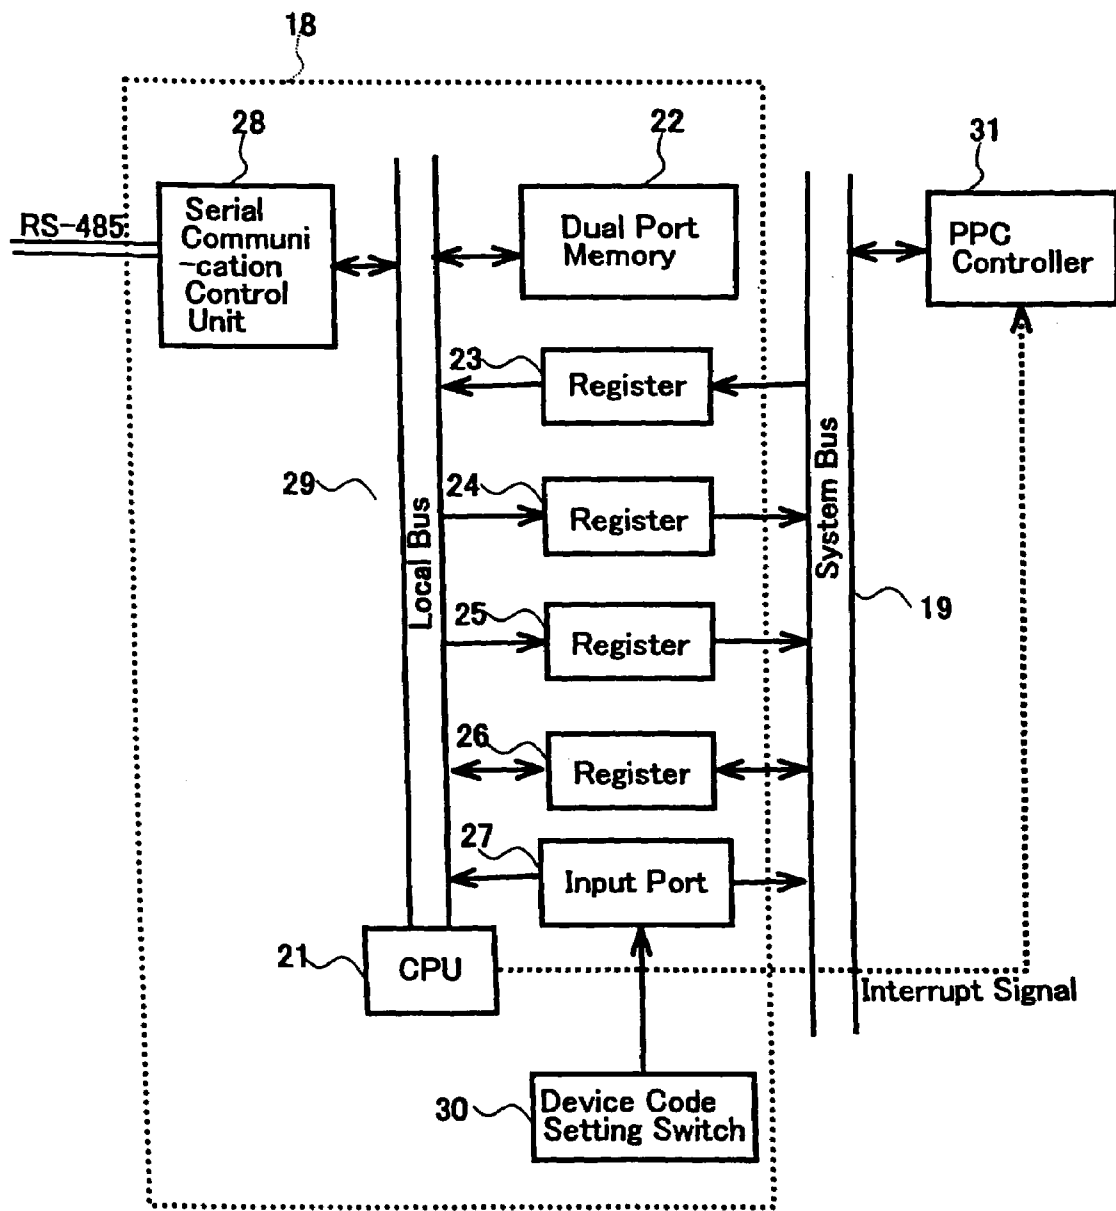 18
28
22
31
RS-485
Serial
Communi
-cation
Control
Unit
Dual Port
Memory
PPC
Controller
23
Register
29
24
Register
Local Bus
System Bus
19
25
Register
26
Register
27
Input Port
21
CPU
Interrupt Signal
30
Device Code
Setting Switch